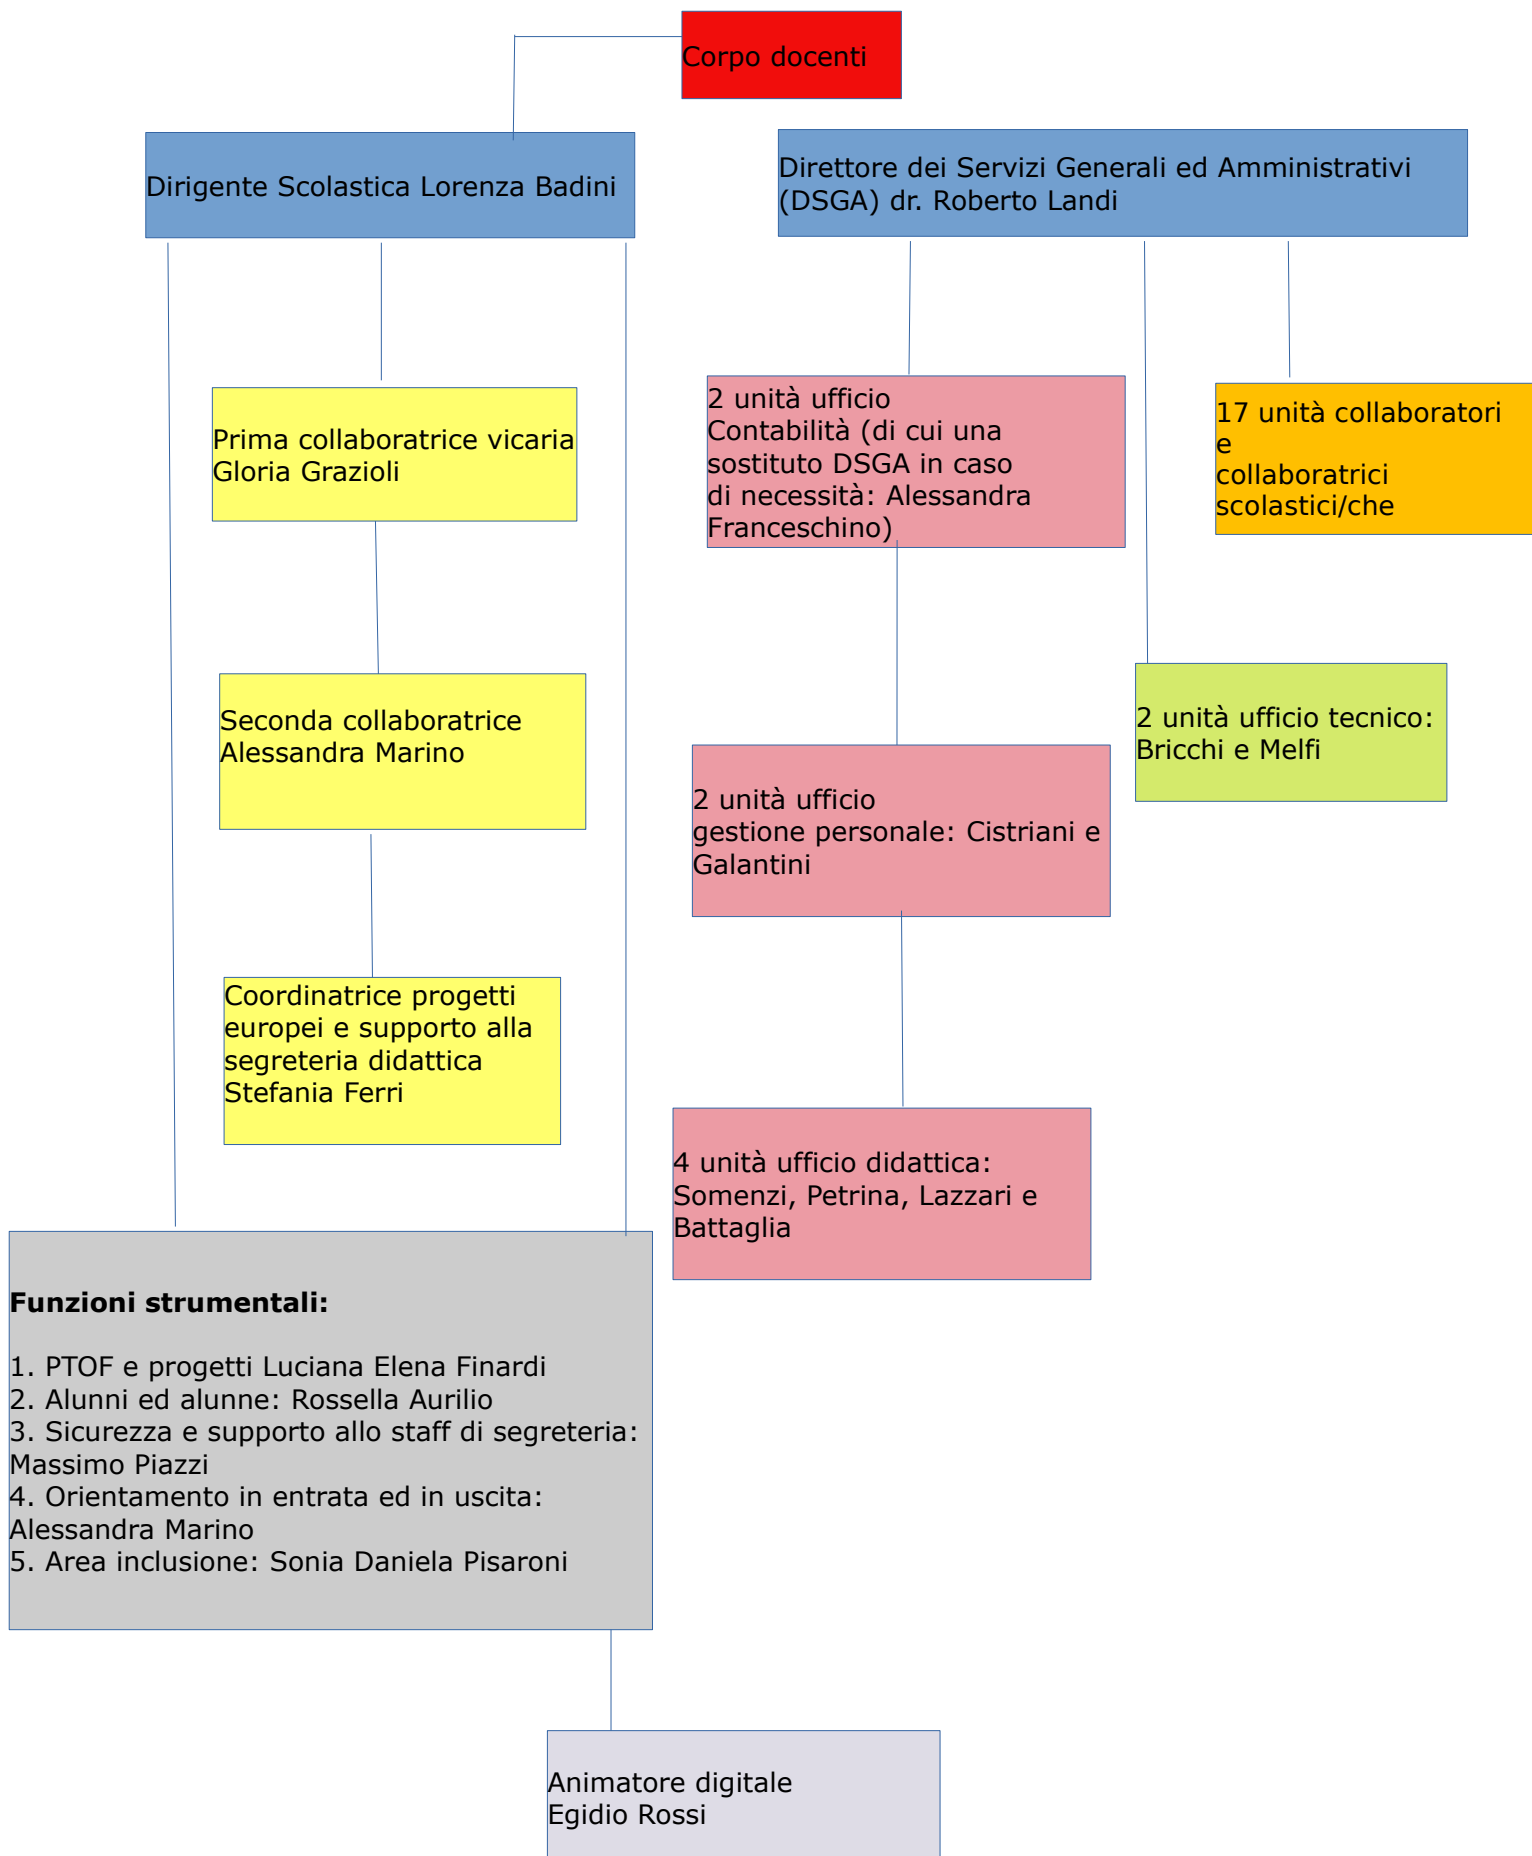 Corpo docenti
Dirigente Scolastica Lorenza Badini
Direttore dei Servizi Generali ed Amministrativi
(DSGA) dr. Roberto Landi
Prima collaboratrice vicaria
Gloria Grazioli
2 unità ufficio
Contabilità (di cui una
sostituto DSGA in caso
di necessità: Alessandra
Franceschino)
17 unità collaboratori
e
collaboratrici
scolastici/che
Seconda collaboratrice
Alessandra Marino
2 unità ufficio tecnico:
Bricchi e Melfi
2 unità ufficio
gestione personale: Cistriani e
Galantini
Coordinatrice progetti
europei e supporto alla
segreteria didattica
Stefania Ferri
4 unità ufficio didattica:
Somenzi, Petrina, Lazzari e
Battaglia
Funzioni strumentali:
1. PTOF e progetti Luciana Elena Finardi
2. Alunni ed alunne: Rossella Aurilio
3. Sicurezza e supporto allo staff di segreteria:
Massimo Piazzi
4. Orientamento in entrata ed in uscita:
Alessandra Marino
5. Area inclusione: Sonia Daniela Pisaroni
Animatore digitale
Egidio Rossi